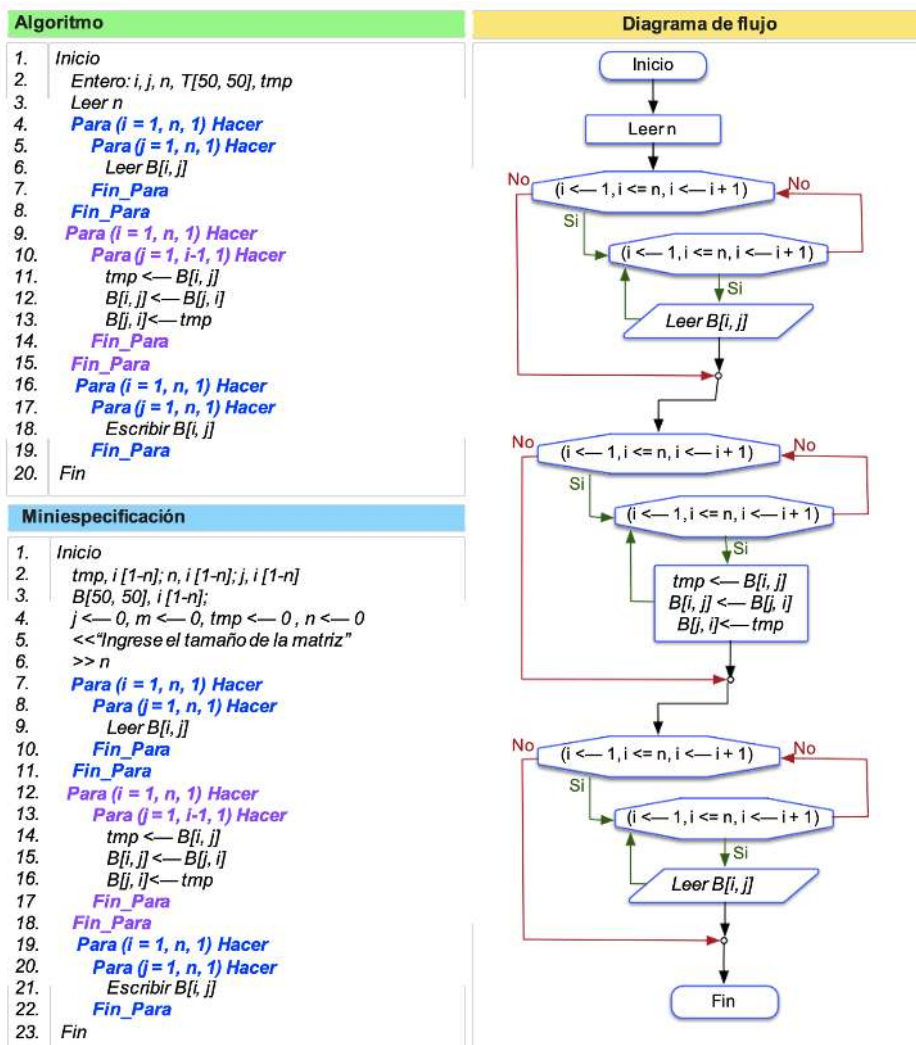 Algoritmo
1. Inicio
2. Entero: i, j, n, T[50, 50], tmp
3. Leer n
4. Para (i = 1, n, 1) Hacer
5. Para (j = 1, n, 1) Hacer
6. Leer B[i, j]
7. Fin_Para
8. Fin_Para
9. Para (i = 1, n, 1) Hacer
10. Para (j = 1, i-1, 1) Hacer
11. tmp <— B[i, j]
12. B[i, j] <— B[j, i]
13. B[j, i]<— tmp
14. Fin_Para
15. Fin_Para
16. Para (i = 1, n, 1) Hacer
17. Para (j = 1, n, 1) Hacer
18. Escribir B[i, j]
19. Fin_Para
20. Fin
Miniespecificación
1. Inicio
2. tmp, i [1-n]; n, i [1-n]; j, i [1-n]
3. B[50, 50], i [1-n];
4. j <— 0, m <— 0, tmp <— 0 , n <— 0
5. <<“Ingrese el tamaño de la matriz”
6. >> n
7. Para (i = 1, n, 1) Hacer
8. Para (j = 1, n, 1) Hacer
9. Leer B[i, j]
10. Fin_Para
11. Fin_Para
12. Para (i = 1, n, 1) Hacer
13. Para (j = 1, i-1, 1) Hacer
14. tmp <— B[i, j]
15. B[i, j] <— B[j, i]
16. B[j, i]<— tmp
17 Fin_Para
18. Fin_Para
19. Para (i = 1, n, 1) Hacer
20. Para (j = 1, n, 1) Hacer
21. Escribir B[i, j]
22. Fin_Para
23. Fin
Diagrama de flujo
Inicio
Leer n
No
(i <— 1, i <= n, i <— i + 1)
No
Si
(i <— 1, i <= n, i <— i + 1)
Si
Leer B[i, j]
No
(i <— 1, i <= n, i <— i + 1)
No
Si
(i <— 1, i <= n, i <— i + 1)
Si
tmp <— B[i, j]
B[i, j] <— B[j, i]
B[j, i]<— tmp
No
(i <— 1, i <= n, i <— i + 1)
No
Si
(i <— 1, i <= n, i <— i + 1)
Si
Leer B[i, j]
Fin